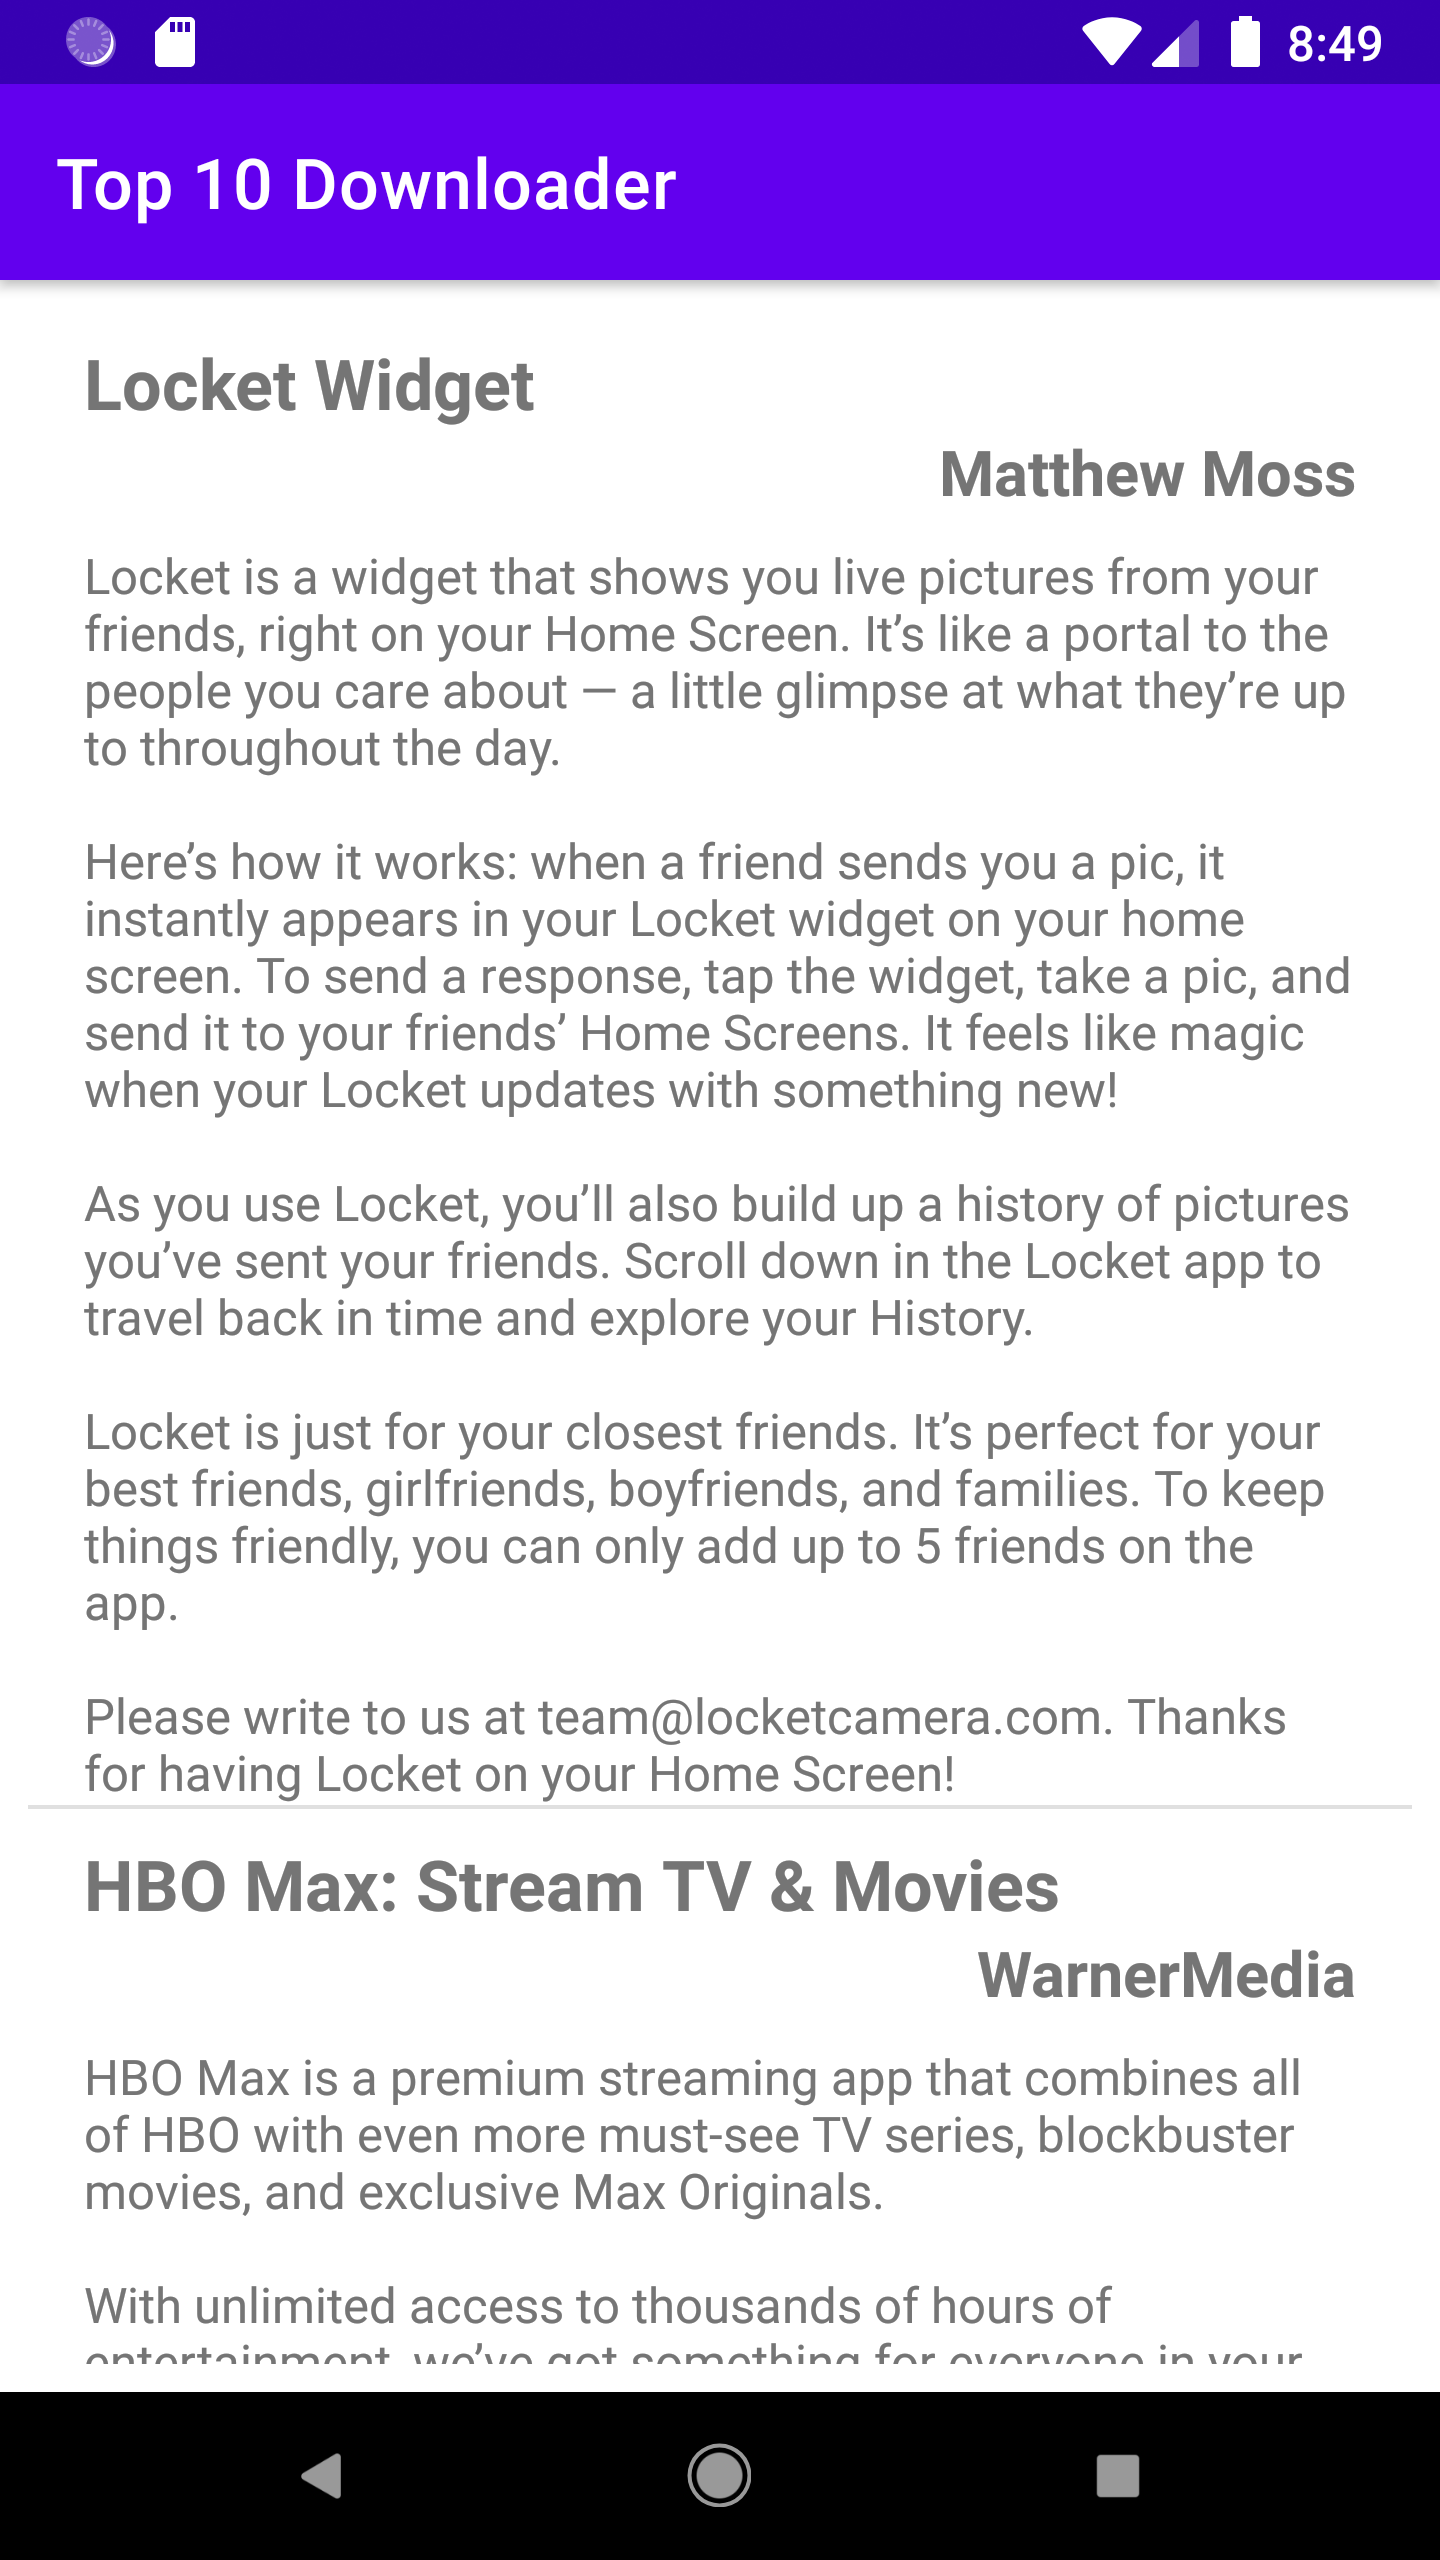 8:49
Top 10 Downloader
Locket Widget
Matthew Moss
Locket is a widget that shows you live pictures from your
friends, right on your Home Screen. It’s like a portal to the
people you care about — a little glimpse at what they’re up
to throughout the day.
Here’s how it works: when a friend sends you a pic, it
instantly appears in your Locket widget on your home
screen. To send a response, tap the widget, take a pic, and
send it to your friends’ Home Screens. It feels like magic
when your Locket updates with something new!
As you use Locket, you’ll also build up a history of pictures
you’ve sent your friends. Scroll down in the Locket app to
travel back in time and explore your History.
Locket is just for your closest friends. It’s perfect for your
best friends, girlfriends, boyfriends, and families. To keep
things friendly, you can only add up to 5 friends on the
app.
Please write to us at team@locketcamera.com. Thanks
for having Locket on your Home Screen!
HBO Max: Stream TV & Movies
WarnerMedia
HBO Max is a premium streaming app that combines all
of HBO with even more must-see TV series, blockbuster
movies, and exclusive Max Originals.
With unlimited access to thousands of hours of
entertainment, we’ve got something for everyone in your